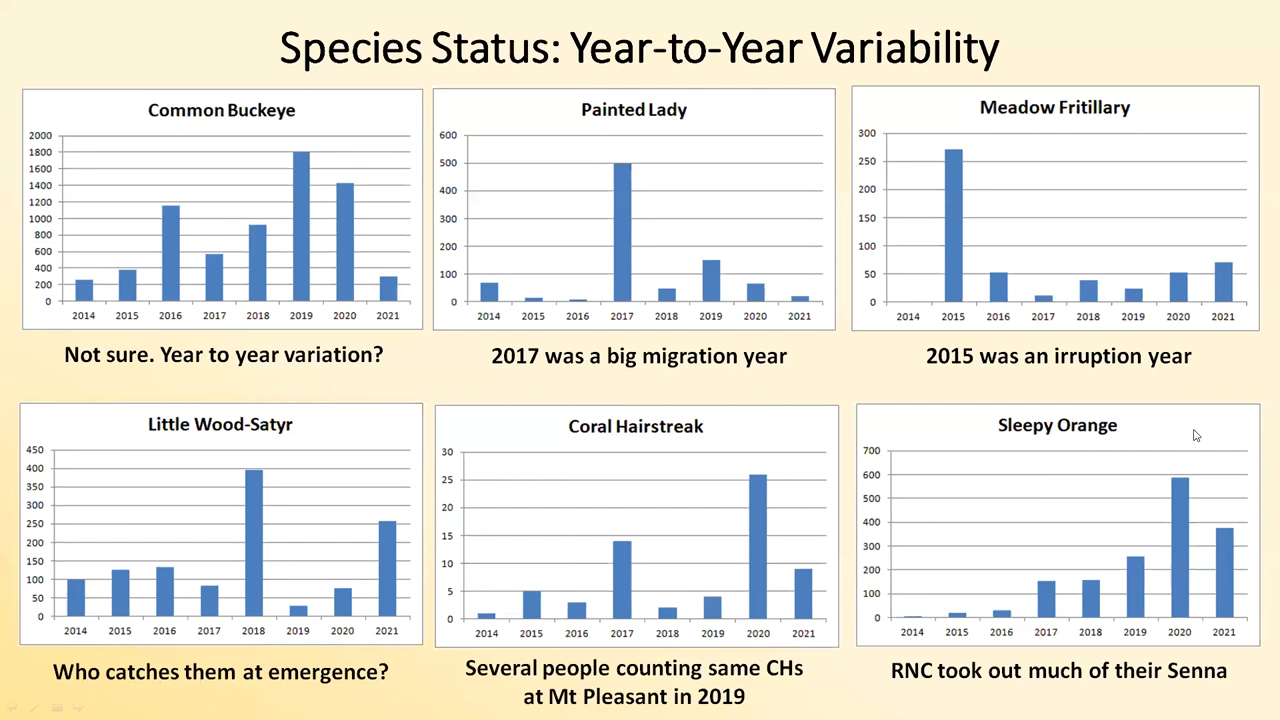 Species Status: Year-to-Year Variability
Common Buckeye
2000
1800
1600
1400
1200
1000
800
600
400
200
0
2014 2015 2016 2017 2018 2019 2020 2021
Not sure. Year to year variation?
Painted Lady
600
500
400
300
200
100
0
2014 2015 2016 2017 2018 2019 2020 2021
2017 was a big migration year
Meadow Fritillary
300
250
200
150
100
50
0
2014 2015 2016 2017 2018 2019 2020 2021
2015 was an irruption year
Little Wood-Satyr
450
400
350
300
250
200
150
100
50
0
2014 2015 2016 2017 2018 2019 2020 2021
Who catches them at emergence?
Coral Hairstreak
30
25
20
15
10
5
0
2014 2015 2016 2017 2018 2019 2020 2021
Several people counting same CHs
at Mt Pleasant in 2019
Sleepy Orange
700
600
500
400
300
200
100
0
2014 2015 2016 2017 2018 2019 2020 2021
RNC took out much of their Senna